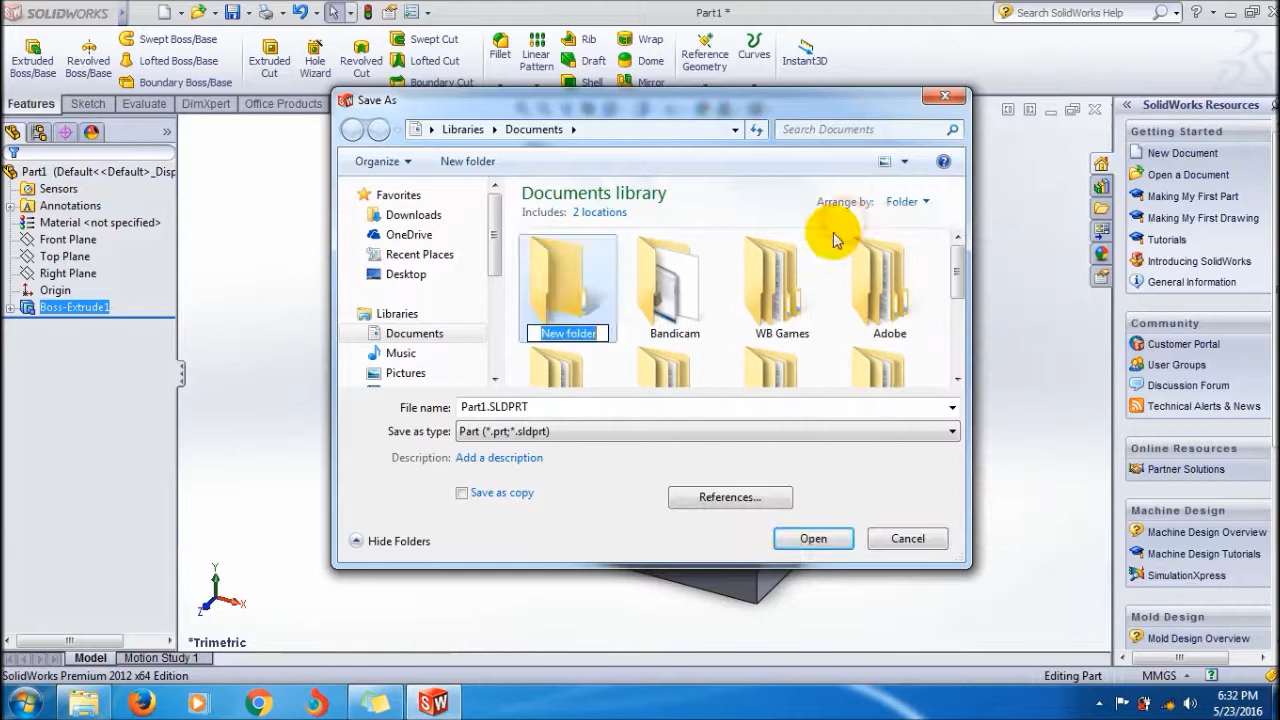 SOLIDWORKS
Part1 *
SolidWorks Help
Extruded Boss/Base
Revolved Boss/Base
Swept Boss/Base
Lofted Boss/Base
Boundary Boss/Base
Extruded Cut
Hole Wizard
Revolved Cut
Swept Cut
Lofted Cut
Boundary Cut
Fillet
Linear Pattern
Rib
Draft
Shell
Wrap
Dome
Mirror
Reference Geometry
Curves
Instant3D
Features
Sketch
Evaluate
DimXpert
Office Products
Part1 (Default<<Default>_Disp
Sensors
Annotations
Material <not specified>
Front Plane
Top Plane
Right Plane
Origin
Boss-Extrude1
Save As
Libraries
Documents
Search Documents
Organize
New folder
Favorites
Downloads
OneDrive
Recent Places
Desktop
Libraries
Documents
Music
Pictures
Documents library
Includes: 2 locations
Arrange by: Folder
New folder
Bandicam
WB Games
Adobe
File name: Part1.SLDPRT
Save as type: Part (*.prt;*.sldprt)
Description: Add a description
Save as copy
References...
Hide Folders
Open
Cancel
SolidWorks Resources
Getting Started
New Document
Open a Document
Making My First Part
Making My First Drawing
Tutorials
Introducing SolidWorks
General Information
Community
Customer Portal
User Groups
Discussion Forum
Technical Alerts & News
Online Resources
Partner Solutions
Machine Design
Machine Design Overview
Machine Design Tutorials
SimulationXpress
Mold Design
Mold Design Overview
Y
X
Z
*Trimetric
Model
Motion Study 1
SolidWorks Premium 2012 x64 Edition
Editing Part
MMGS
SW
6:32 PM
5/23/2016